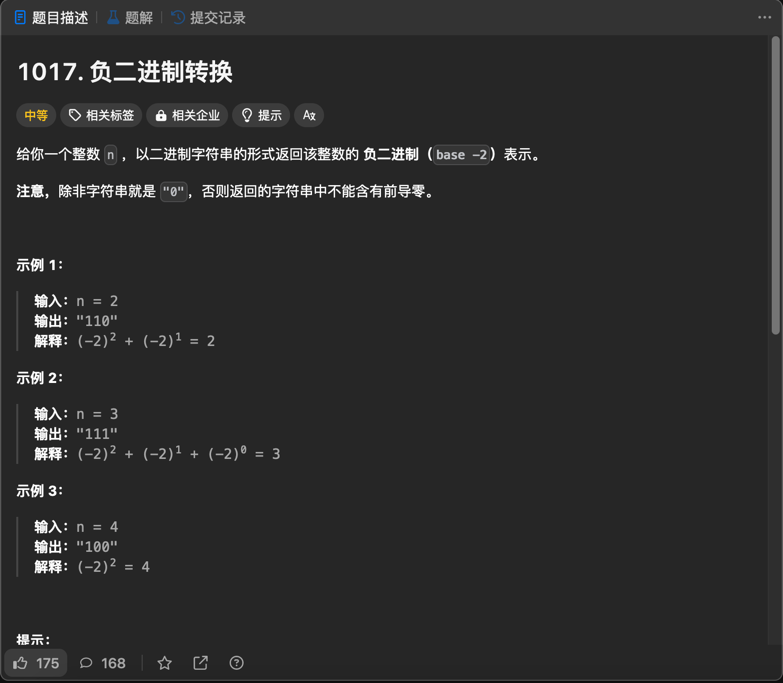 题目描述 题解 提交记录
1017. 负二进制转换
中等 相关标签 相关企业 提示 Aあ
给你一个整数 n ，以二进制字符串的形式返回该整数的 负二进制（base -2）表示。
注意，除非字符串就是 "0"，否则返回的字符串中不能含有前导零。
示例 1：
输入：n = 2
输出："110"
解释：(-2)² + (-2)¹ = 2
示例 2：
输入：n = 3
输出："111"
解释：(-2)² + (-2)¹ + (-2)⁰ = 3
示例 3：
输入：n = 4
输出："100"
解释：(-2)² = 4
提示：
175 168